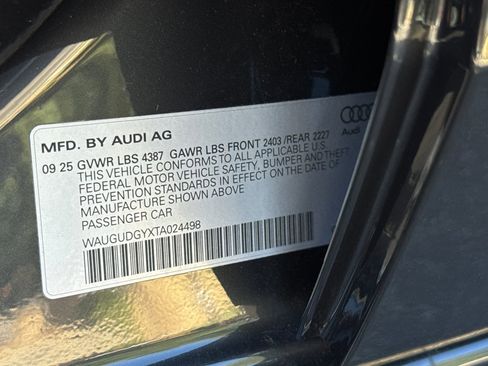 MFD. BY AUDI AG
09 25 GVWR LBS 4387 GAWR LBS FRONT 2403 /REAR 2227
THIS VEHICLE CONFORMS TO ALL APPLICABLE U.S.
FEDERAL MOTOR VEHICLE SAFETY, BUMPER AND THEFT
PREVENTION STANDARDS IN EFFECT ON THE DATE OF
MANUFACTURE SHOWN ABOVE
PASSENGER CAR
WAUGUDGYXTA024498
Audi